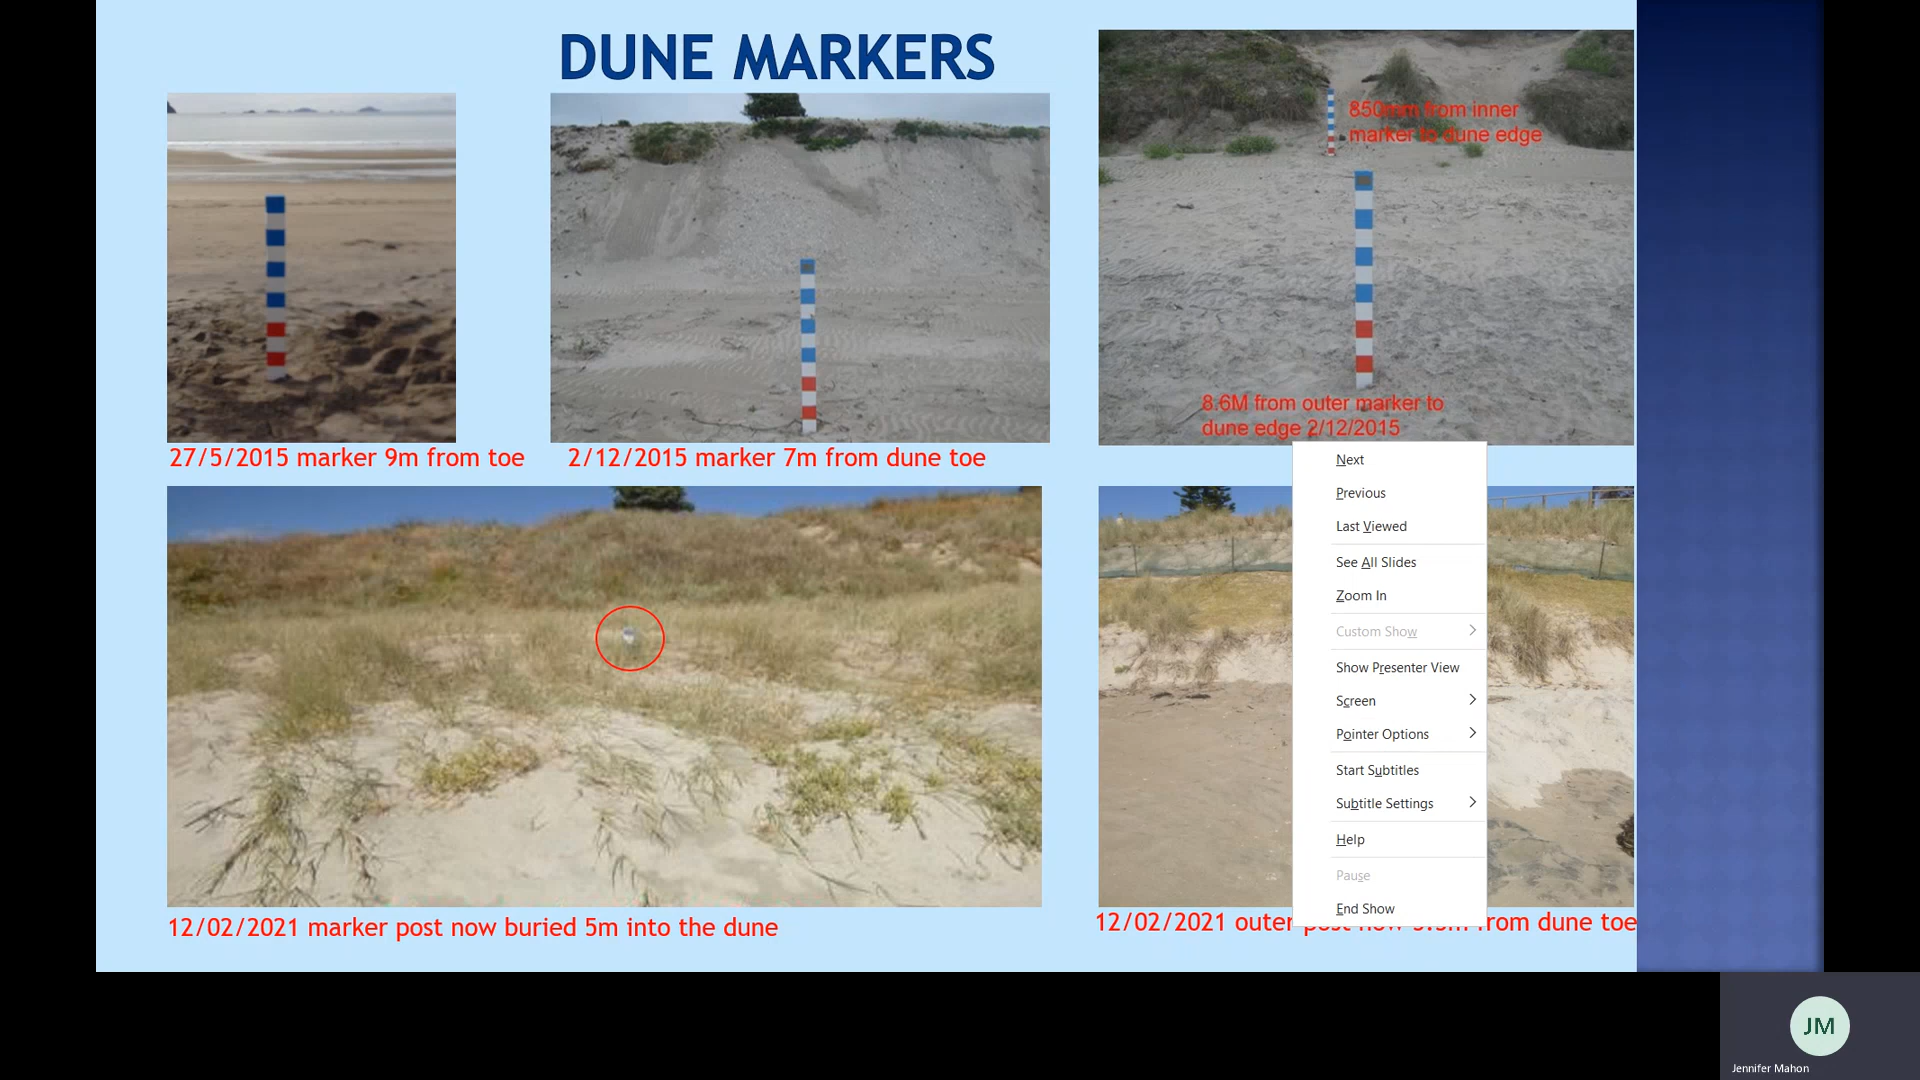 DUNE MARKERS
850mm from inner
marker to dune edge
8.6M from outer marker to
dune edge 2/12/2015
27/5/2015 marker 9m from toe
2/12/2015 marker 7m from dune toe
12/02/2021 marker post now buried 5m into the dune
12/02/2021 outer post now from dune toe
Next
Previous
Last Viewed
See All Slides
Zoom In
Custom Show
Show Presenter View
Screen
Pointer Options
Start Subtitles
Subtitle Settings
Help
Pause
End Show
JM
Jennifer Mahon